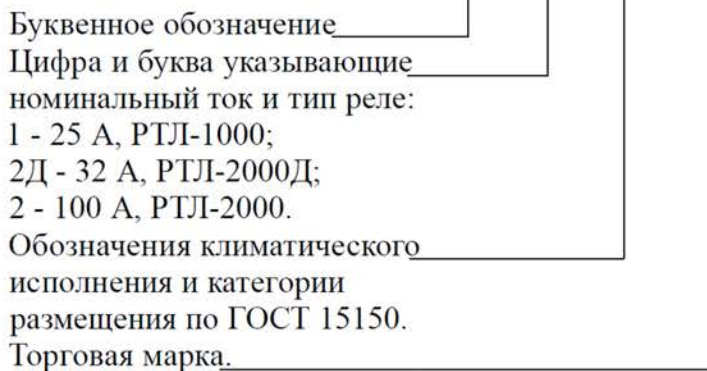 Буквенное обозначение
Цифра и буква указывающие
номинальный ток и тип реле:
1 - 25 А, РТЛ-1000;
2Д - 32 А, РТЛ-2000Д;
2 - 100 А, РТЛ-2000.
Обозначения климатического
исполнения и категории
размещения по ГОСТ 15150.
Торговая марка.